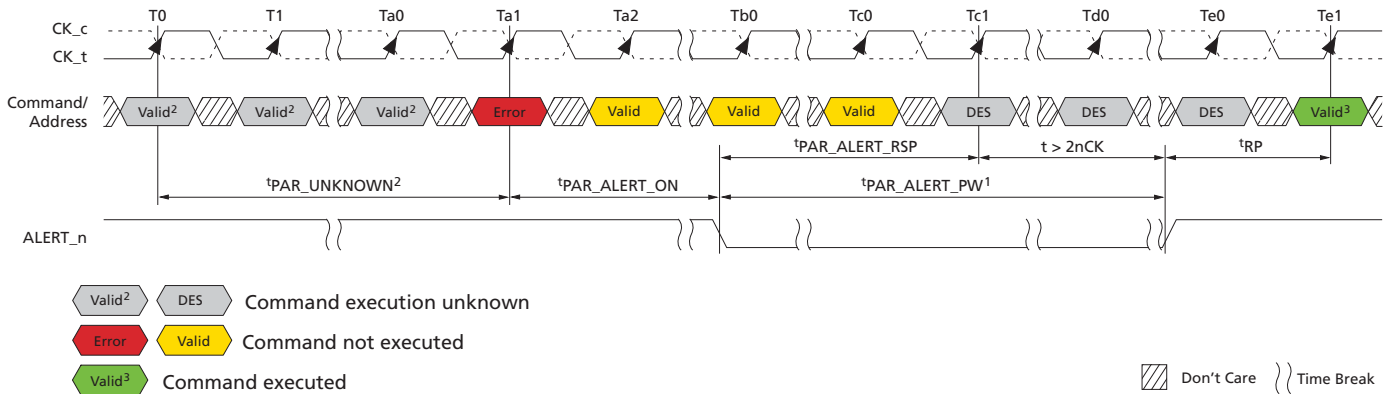 T0 T1 Ta0 Ta1 Ta2 Tb0 Tc0 Tc1 Td0 Te0 Te1
CK_c
CK_t
Command/
Address
Valid² Valid² Valid² Error Valid Valid Valid DES DES DES Valid³
tPAR_ALERT_RSP t > 2nCK tRP
tPAR_UNKNOWN² tPAR_ALERT_ON tPAR_ALERT_PW¹
ALERT_n
Valid² DES Command execution unknown
Error Valid Command not executed
Valid³ Command executed
Don't Care Time Break